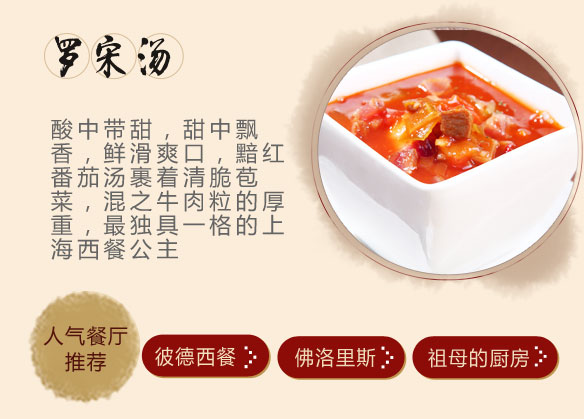 罗宋汤
酸中带甜，甜中飘
香，鲜滑爽口，黯红
番茄汤裹着清脆苞
菜，混之牛肉粒的厚
重，最独具一格的上
海西餐公主
人气餐厅
推荐
彼德西餐
佛洛里斯
祖母的厨房